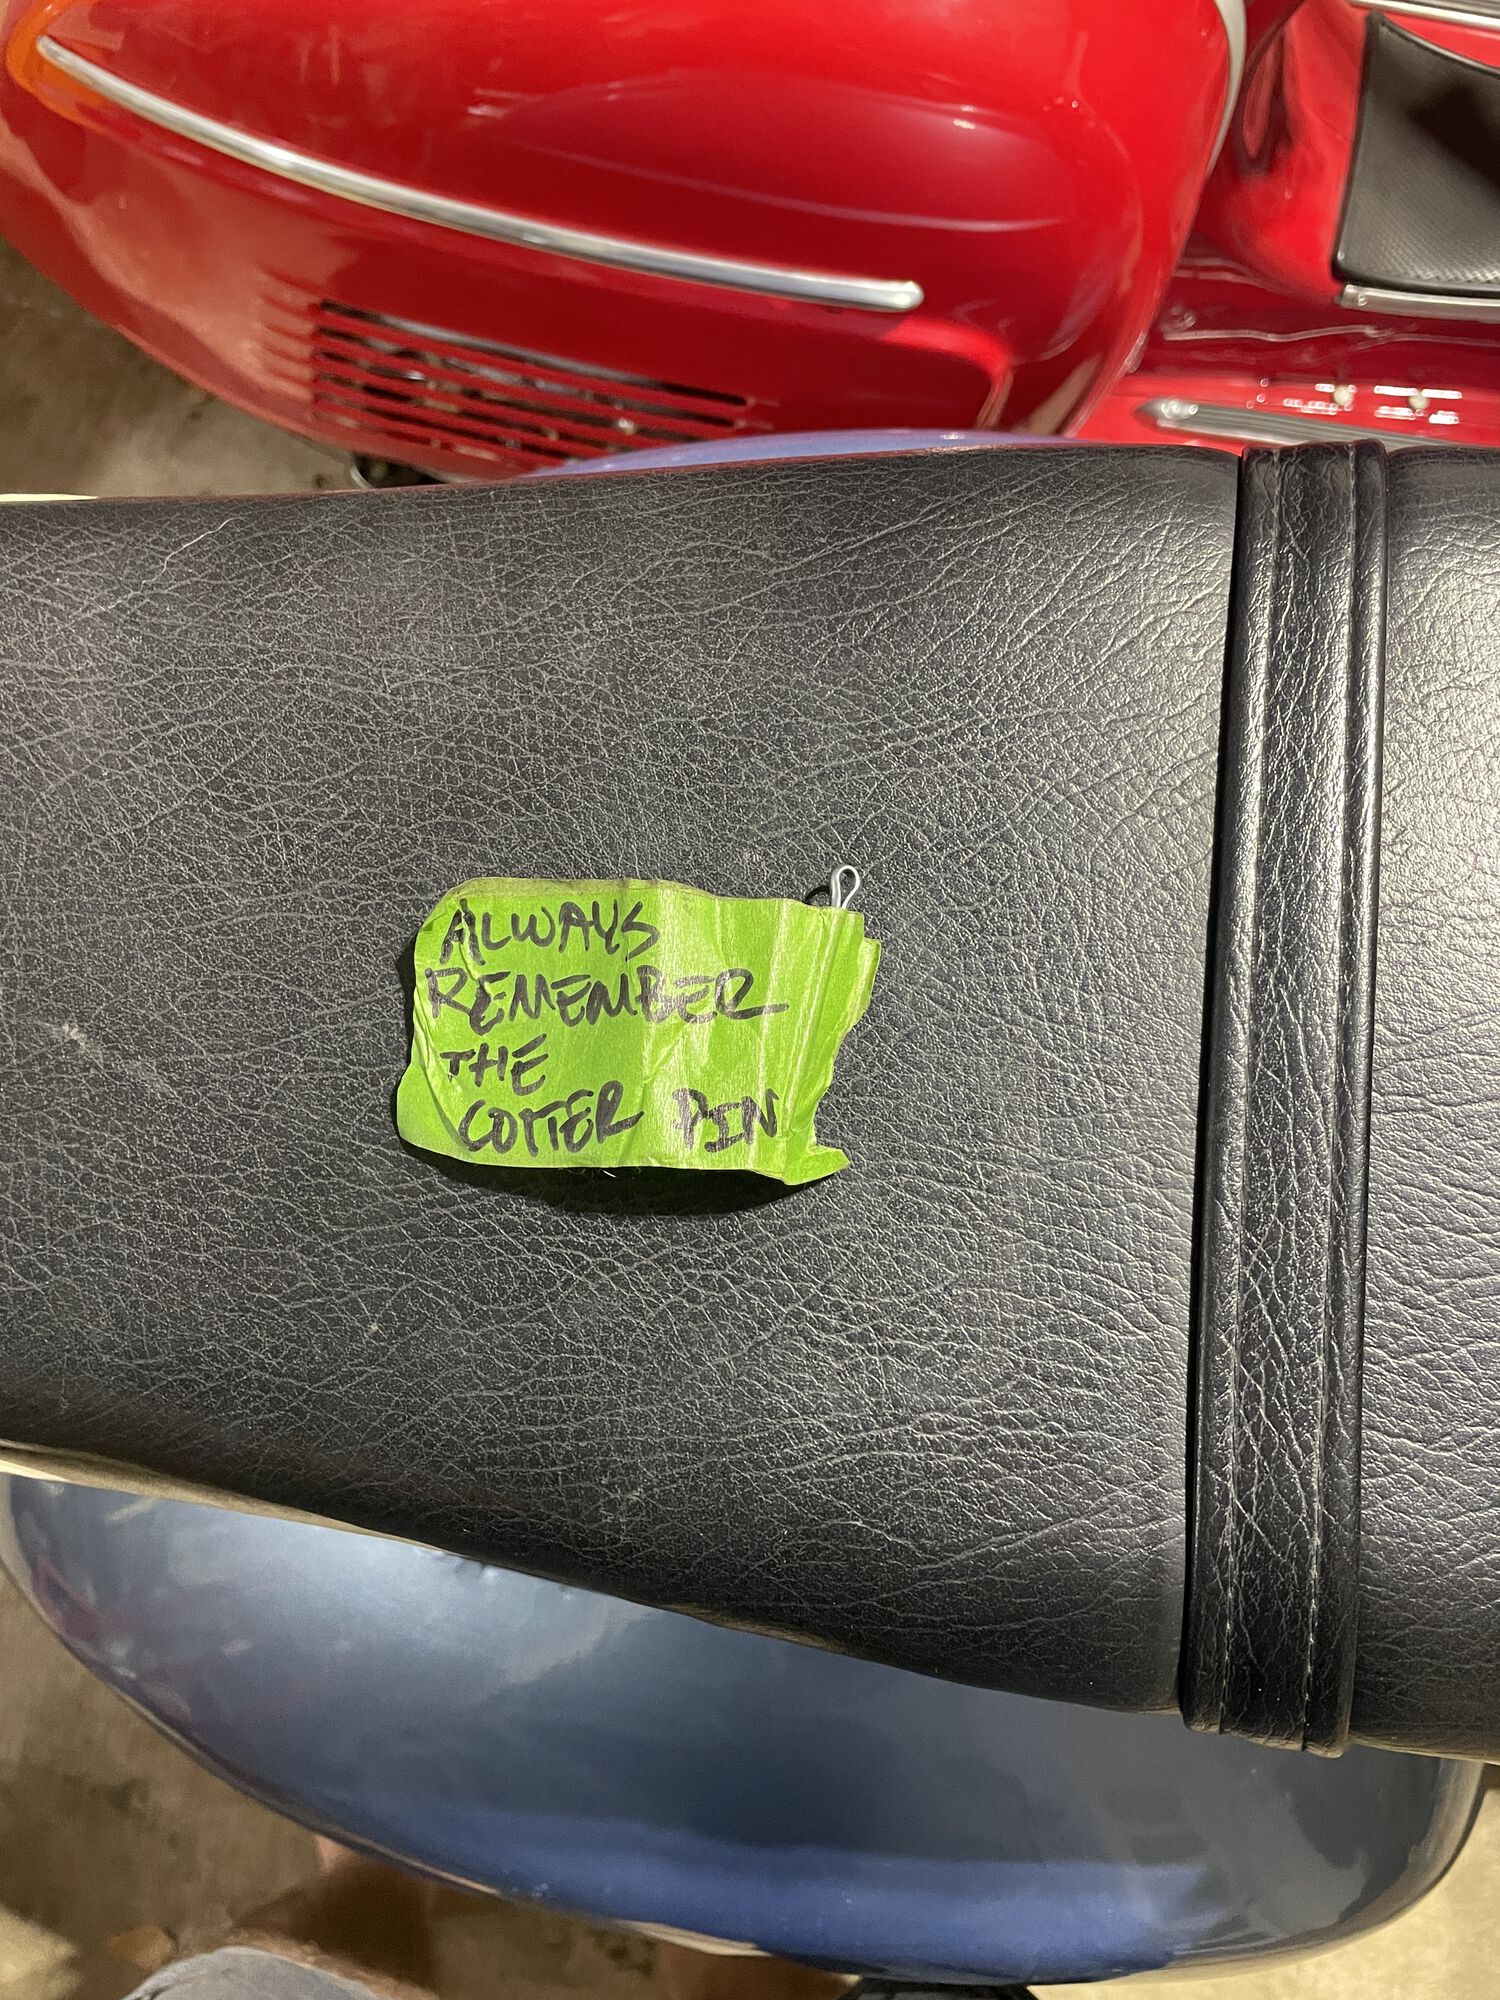 ALWAYS
REMEMBER
THE
COTTER PIN